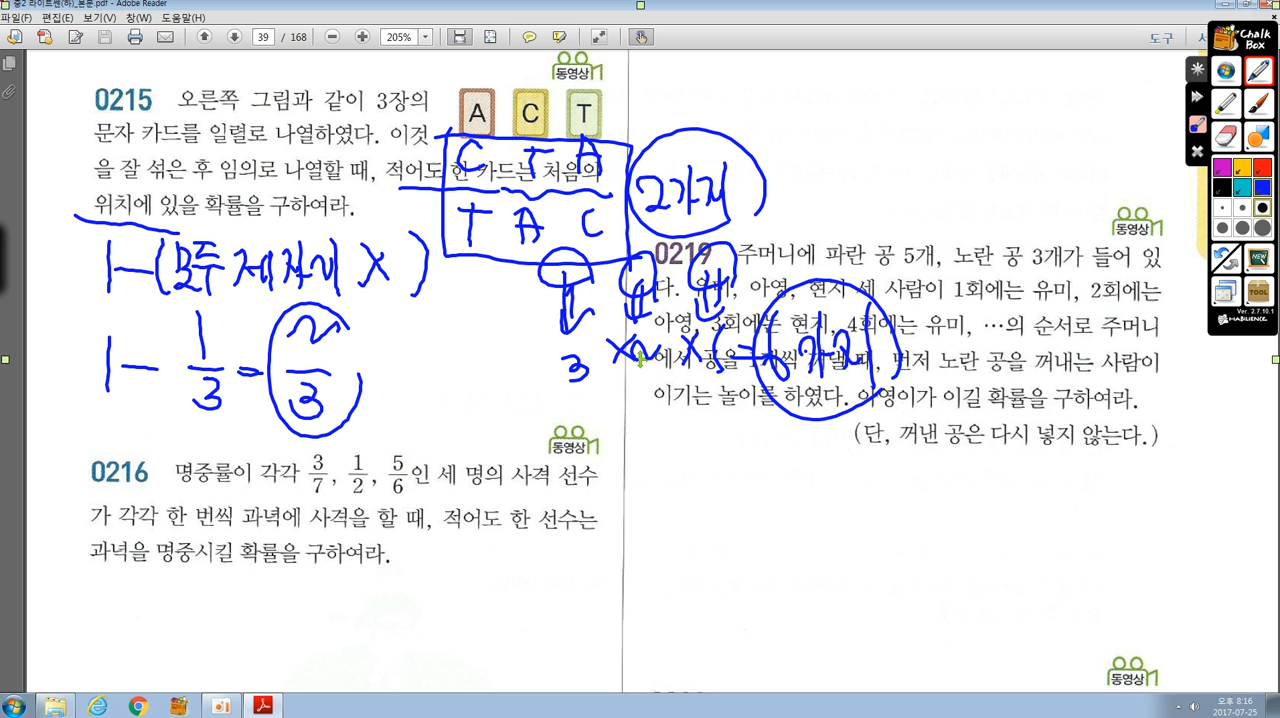 중2 라이트쎈(하)_본문.pdf - Adobe Reader
파일(F) 편집(E) 보기(V) 창(W) 도움말(H)
39 / 168 205% 도구
Chalk Box
동영상
0215 오른쪽 그림과 같이 3장의
A C T
문자 카드를 일렬로 나열하였다. 이것
을 잘 섞은 후 임의로 나열할 때, 적어도 한 카드는 처음의
위치에 있을 확률을 구하여라.
C T A
T A C
2가지
1-(모두 제자리 X)
1 - 1/3 = 2/3
3 ×2 ×1 = 6가지
동영상
0216 명중률이 각각 3/7, 1/2, 5/6인 세 명의 사격 선수
가 각각 한 번씩 과녁에 사격을 할 때, 적어도 한 선수는
과녁을 명중시킬 확률을 구하여라.
동영상
0219 주머니에 파란 공 5개, 노란 공 3개가 들어 있
다. 유미, 아영, 현지 세 사람이 1회에는 유미, 2회에는
아영, 3회에는 현지, 4회에는 유미, …의 순서로 주머니
에서 공을 꺼낼 때, 먼저 노란 공을 꺼내는 사람이
이기는 놀이를 하였다. 아영이가 이길 확률을 구하여라.
(단, 꺼낸 공은 다시 넣지 않는다.)
동영상
NEW
TOOL
Ver 2.7.10.1
HABILIENCE
오후 8:16
2017-07-25